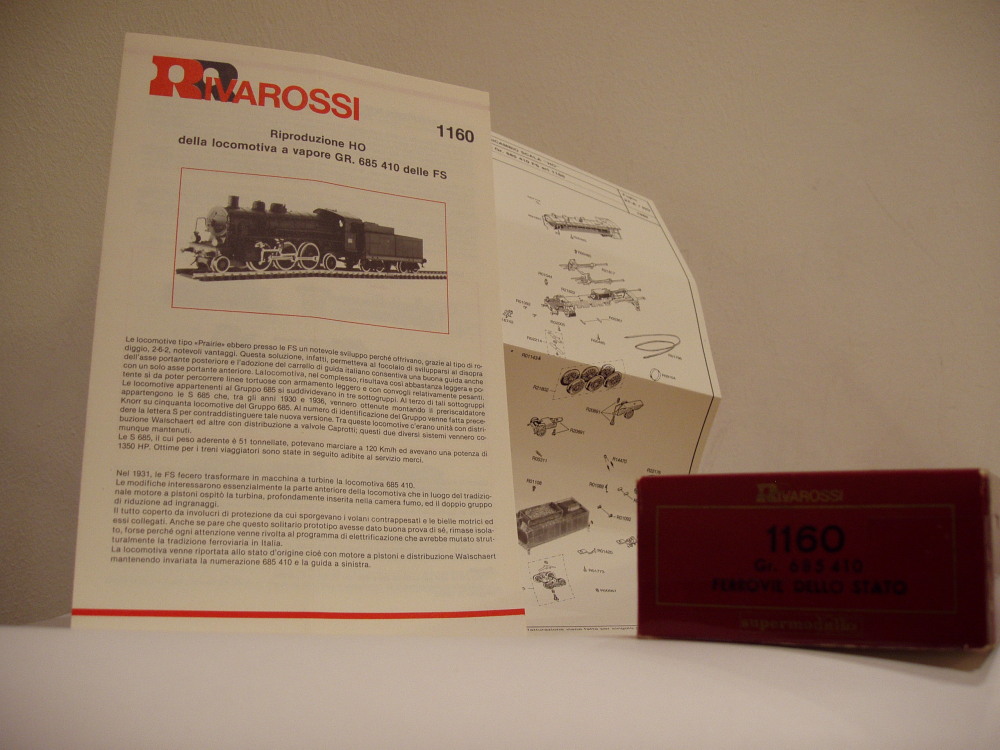 RIVAROSSI
1160
Riproduzione HO
della locomotiva a vapore GR. 685 410 delle FS
Le locomotive tipo «Prairie» ebbero presso le FS un notevole sviluppo perché offrivano, grazie al tipo di ro-
diggio, 2-6-2, notevoli vantaggi. Questa soluzione, infatti, permetteva al focolaio di svilupparsi al disopra
dell'asse portante posteriore e l'adozione del carrello di guida italiano consentiva una buona guida anche
con un solo asse portante anteriore. La locomotiva, nel complesso, risultava così abbastanza leggera e po-
tente sì da poter percorrere linee tortuose con armamento leggero e con convogli relativamente pesanti.
Le locomotive appartenenti al Gruppo 685 si suddividevano in tre sottogruppi. Al terzo di tali sottogruppi
appartengono le S 685 che, tra gli anni 1930 e 1936, vennero ottenute montando il preriscaldatore
Knorr su cinquanta locomotive del Gruppo 685. Al numero di identificazione del Gruppo venne fatta prece-
dere la lettera S per contraddistinguere tale nuova versione. Tra queste locomotive c'erano unità con distri-
buzione Walschaert ed altre con distribuzione a valvole Caprotti; questi due diversi sistemi vennero co-
munque mantenuti.
Le S 685, il cui peso aderente è 51 tonnellate, potevano marciare a 120 Km/h ed avevano una potenza di
1350 HP. Ottime per i treni viaggiatori sono state in seguito adibite al servizio merci.
Nel 1931, le FS fecero trasformare in macchina a turbine la locomotiva 685 410.
Le modifiche interessarono essenzialmente la parte anteriore della locomotiva che in luogo del tradizio-
nale motore a pistoni ospitò la turbina, profondamente inserita nella camera fumo, ed il doppio gruppo
di riduzione ad ingranaggi.
Il tutto coperto da involucri di protezione da cui sporgevano i volani contrappesati e le bielle motrici ed
essi collegati. Anche se pare che questo solitario prototipo avesse dato buona prova di sé, rimase isola-
to, forse perché ogni attenzione venne rivolta al programma di elettrificazione che avrebbe mutato strut-
turalmente la tradizione ferroviaria in Italia.
La locomotiva venne riportata allo stato d'origine cioè con motore a pistoni e distribuzione Walschaert
mantenendo invariata la numerazione 685 410 e la guida a sinistra.
RIVAROSSI
1160
Gr. 685 410
FERROVIE DELLO STATO
supermodello